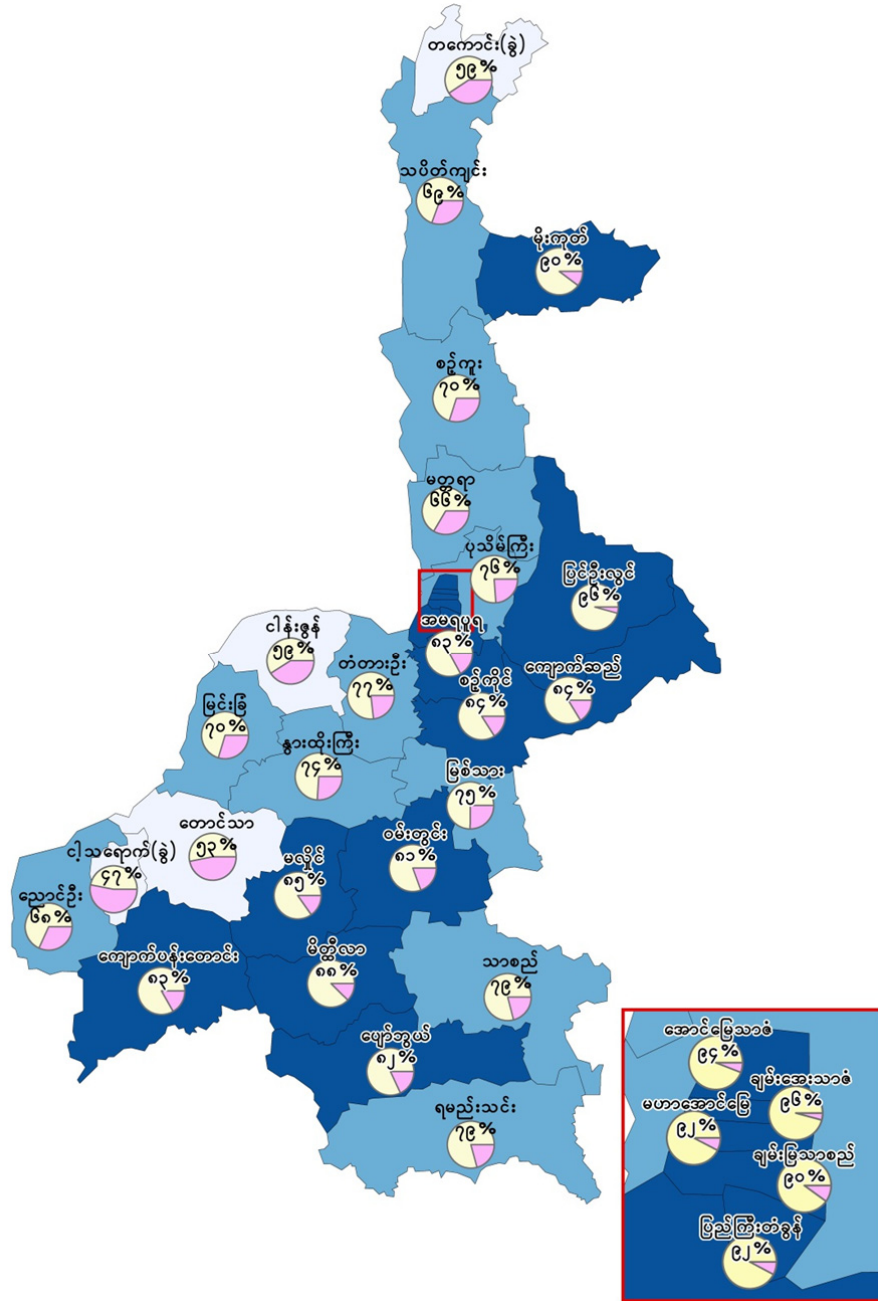 တကောင်း(ခွဲ)
၅၉%
သပိတ်ကျင်း
၆၉%
မိုးကုတ်
၉၀%
စဉ့်ကူး
၇၀%
မတ္တရာ
၆၆%
ပုသိမ်ကြီး
၇၆%
ပြင်ဦးလွင်
၉၆%
အမရပူရ
၈၃%
ငါန်းဇွန်
၅၉%
တံတားဦး
၇၇%
စဉ့်ကိုင်
၈၄%
ကျောက်ဆည်
၈၄%
မြင်းခြံ
၇၀%
နွားထိုးကြီး
၇၄%
မြစ်သား
၇၅%
တောင်သာ
၅၃%
ဝမ်းတွင်း
၈၁%
ငါ့သရောက်(ခွဲ)
၄၇%
မလှိုင်
၈၅%
ညောင်ဦး
၆၈%
ကျောက်ပန်းတောင်း
၈၃%
မိတ္ထီလာ
၈၈%
သာစည်
၇၉%
ပျော်ဘွယ်
၈၂%
ရမည်းသင်း
၇၉%
အောင်မြေသာဇံ
၉၄%
ချမ်းအေးသာဇံ
၉၆%
မဟာအောင်မြေ
၉၂%
ချမ်းမြသာစည်
၉၀%
ပြည်ကြီးတံခွန်
၉၂%